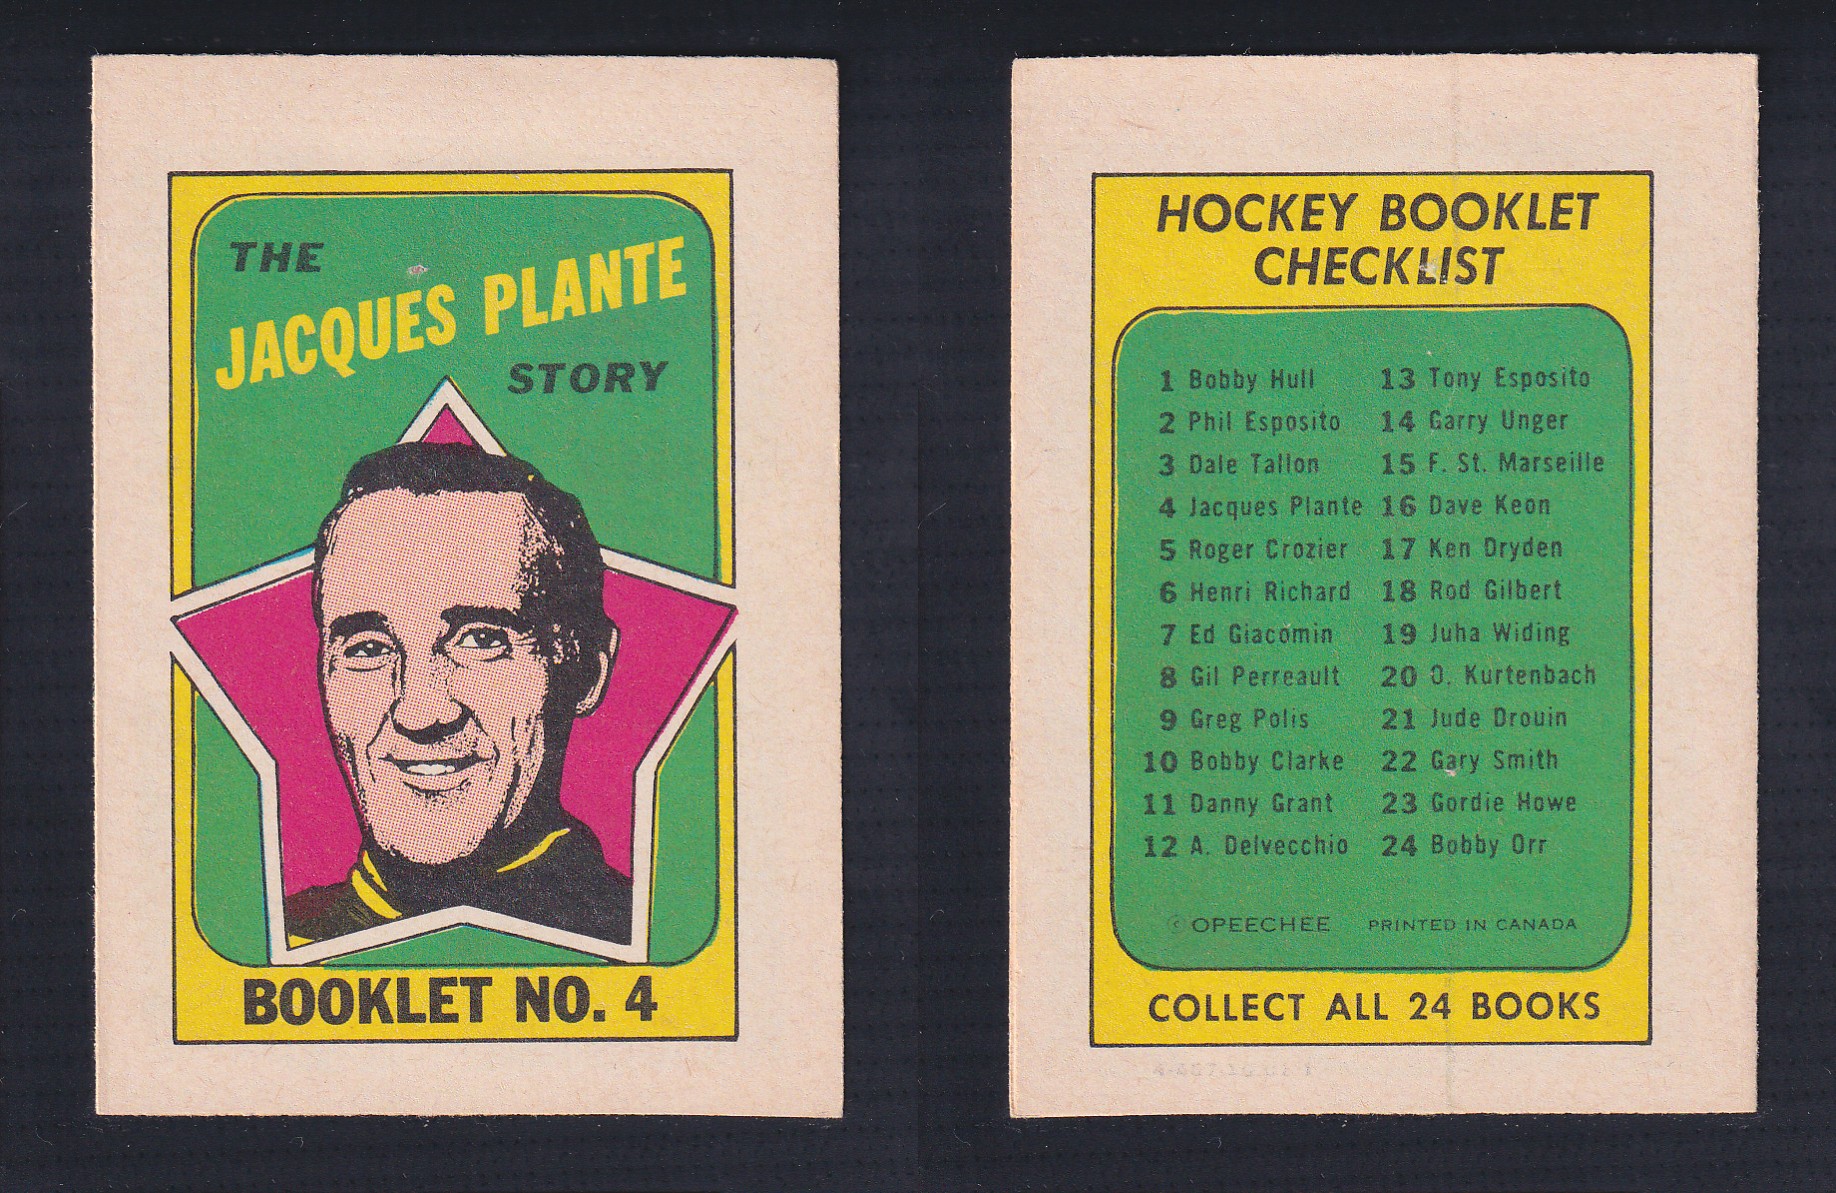 THE
JACQUES PLANTE
STORY
BOOKLET NO. 4
HOCKEY BOOKLET
CHECKLIST
1 Bobby Hull
2 Phil Esposito
3 Dale Tallon
4 Jacques Plante
5 Roger Crozier
6 Henri Richard
7 Ed Giacomin
8 Gil Perreault
9 Greg Polis
10 Bobby Clarke
11 Danny Grant
12 A. Delvecchio
13 Tony Esposito
14 Garry Unger
15 F. St. Marseille
16 Dave Keon
17 Ken Dryden
18 Rod Gilbert
19 Juha Widing
20 O. Kurtenbach
21 Jude Drouin
22 Gary Smith
23 Gordie Howe
24 Bobby Orr
© OPEECHEE PRINTED IN CANADA
COLLECT ALL 24 BOOKS